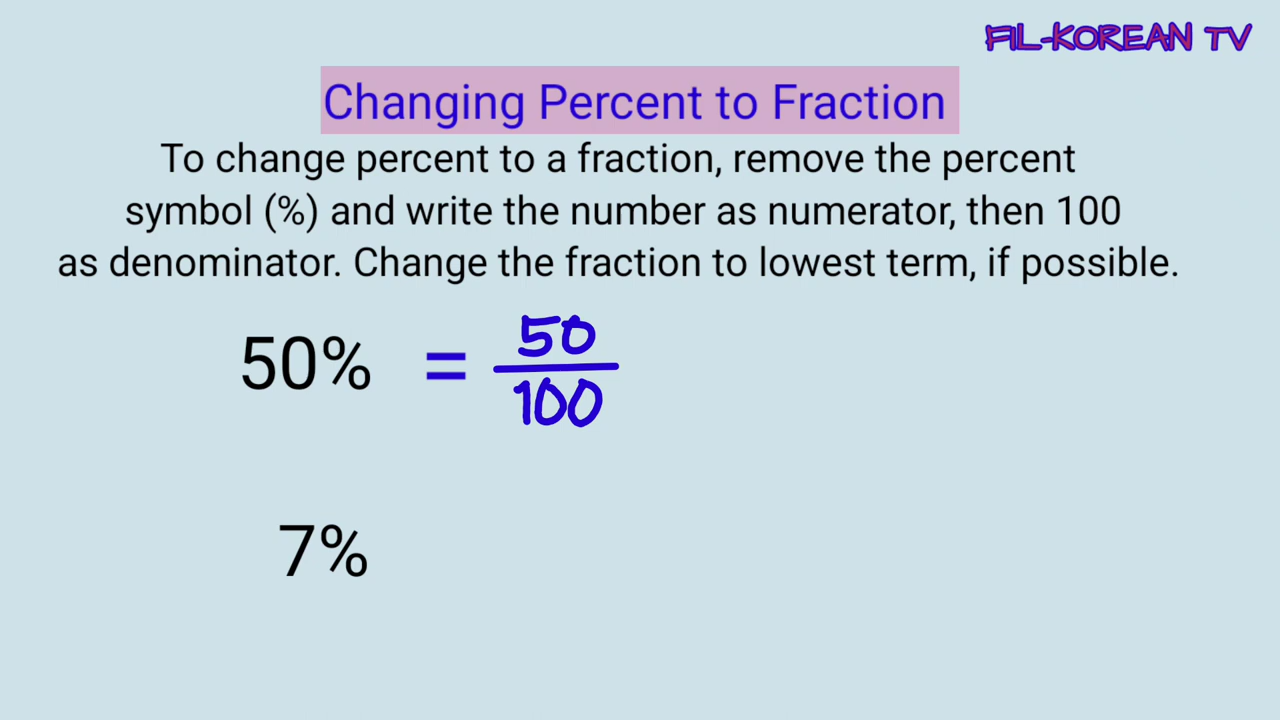 FIL-KOREAN TV
Changing Percent to Fraction
To change percent to a fraction, remove the percent
symbol (%) and write the number as numerator, then 100
as denominator. Change the fraction to lowest term, if possible.
50% = 50/100
7%